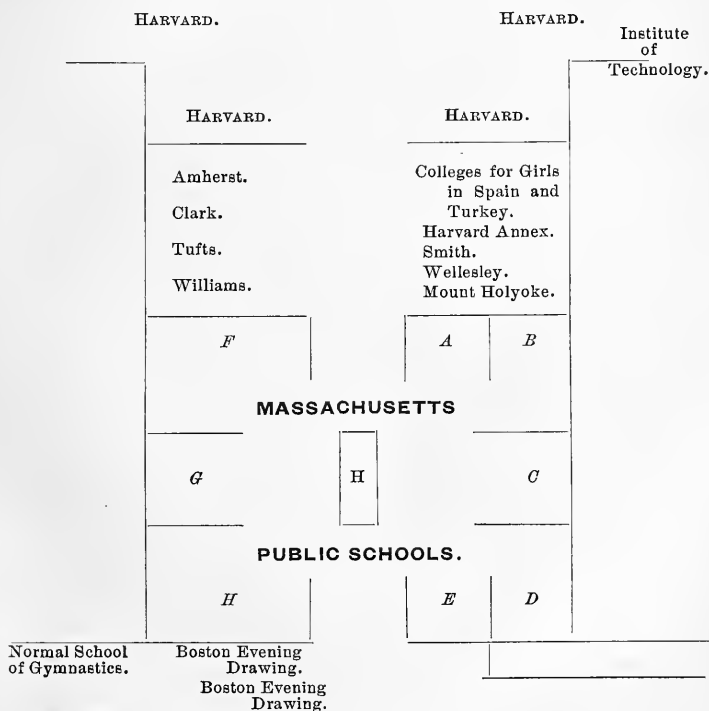 HARVARD.
HARVARD.
Institute
of
Technology.
HARVARD.
HARVARD.
Amherst.
Clark.
Tufts.
Williams.
Colleges for Girls
in Spain and
Turkey.
Harvard Annex.
Smith.
Wellesley.
Mount Holyoke.
F
A
B
MASSACHUSETTS
G
H
C
PUBLIC SCHOOLS.
H
E
D
Normal School
of Gymnastics.
Boston Evening
Drawing.
Boston Evening
Drawing.